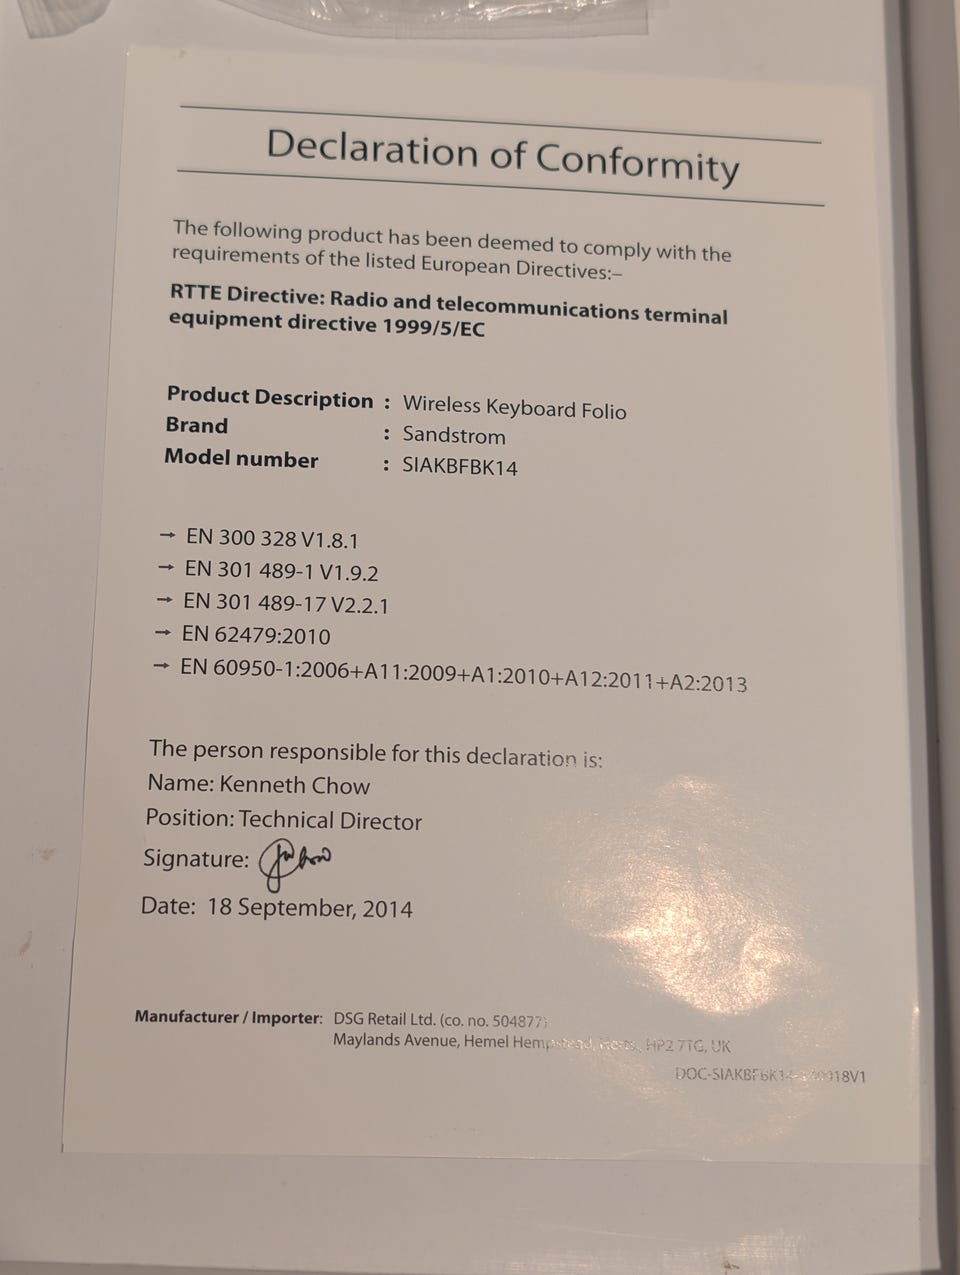 Declaration of Conformity
The following product has been deemed to comply with the
requirements of the listed European Directives:–
RTTE Directive: Radio and telecommunications terminal
equipment directive 1999/5/EC
Product Description : Wireless Keyboard Folio
Brand : Sandstrom
Model number : SIAKBFBK14
→ EN 300 328 V1.8.1
→ EN 301 489-1 V1.9.2
→ EN 301 489-17 V2.2.1
→ EN 62479:2010
→ EN 60950-1:2006+A11:2009+A1:2010+A12:2011+A2:2013
The person responsible for this declaration is:
Name: Kenneth Chow
Position: Technical Director
Signature:
Date: 18 September, 2014
Manufacturer / Importer: DSG Retail Ltd. (co. no. 504877)
Maylands Avenue, Hemel Hempstead, Herts., HP2 7TG, UK